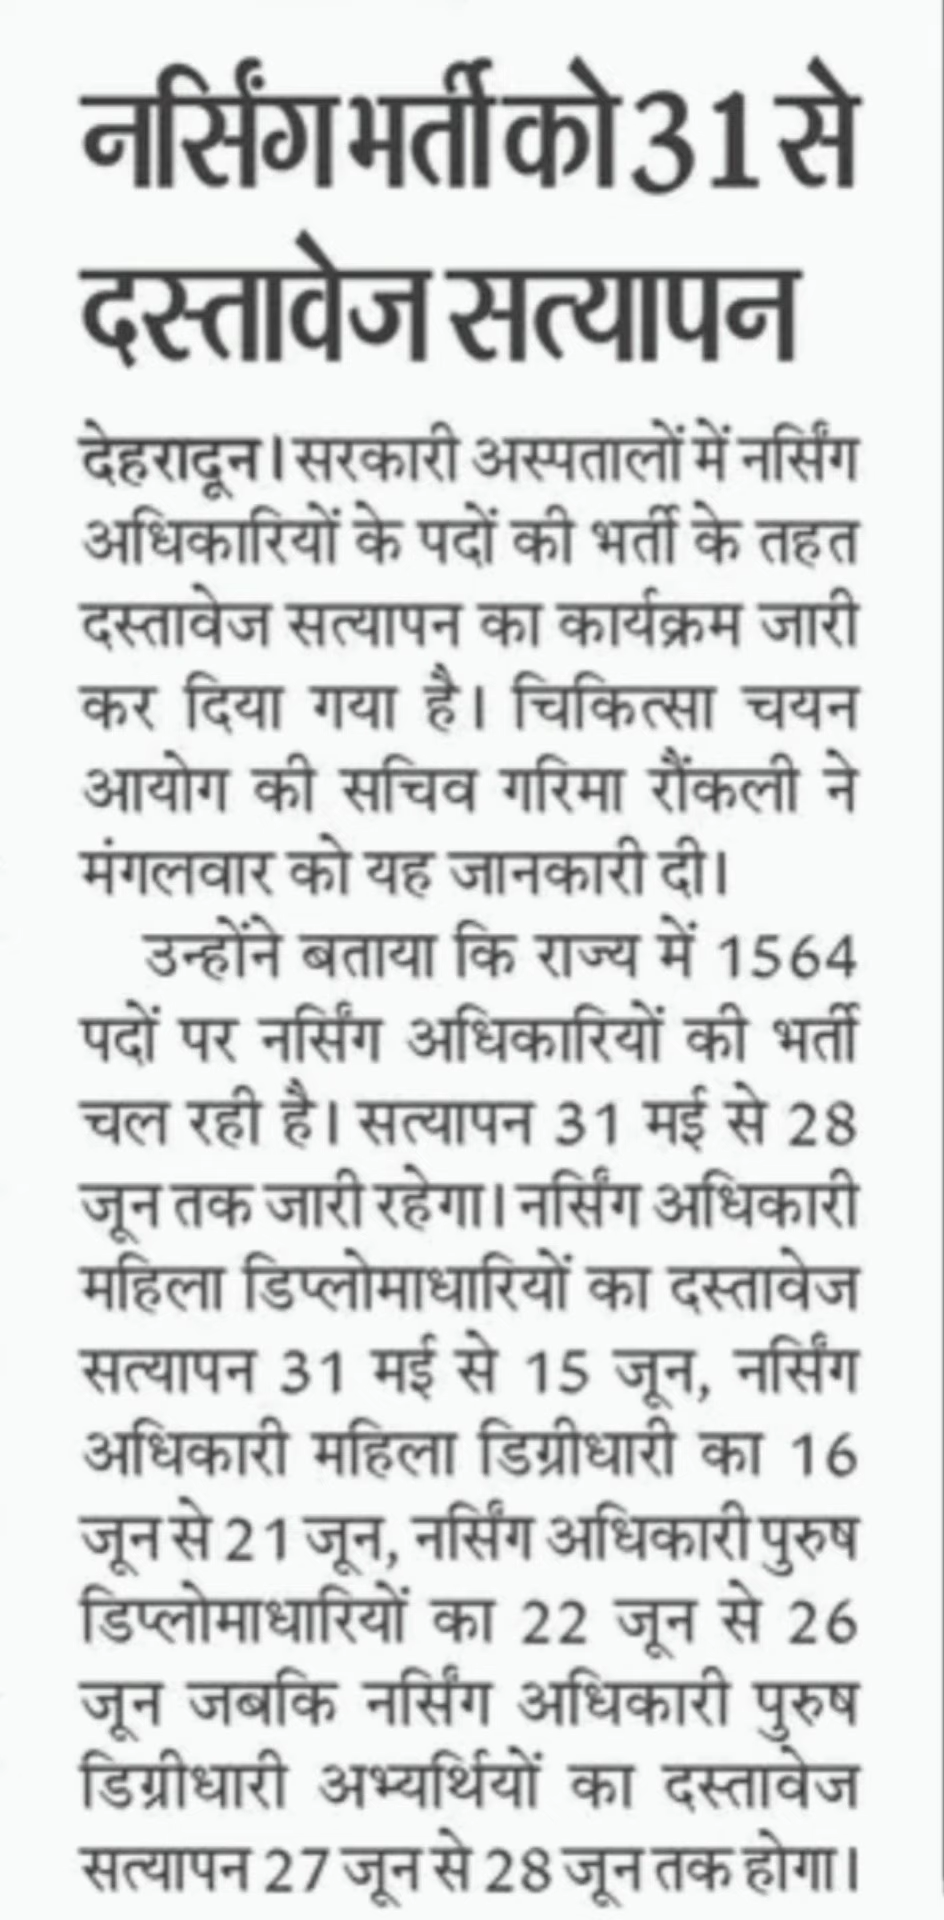 नर्सिंग भर्ती को 31 से
दस्तावेज सत्यापन
देहरादून। सरकारी अस्पतालों में नर्सिंग
अधिकारियों के पदों की भर्ती के तहत
दस्तावेज सत्यापन का कार्यक्रम जारी
कर दिया गया है। चिकित्सा चयन
आयोग की सचिव गरिमा रौंकली ने
मंगलवार को यह जानकारी दी।
उन्होंने बताया कि राज्य में 1564
पदों पर नर्सिंग अधिकारियों की भर्ती
चल रही है। सत्यापन 31 मई से 28
जून तक जारी रहेगा। नर्सिंग अधिकारी
महिला डिप्लोमाधारियों का दस्तावेज
सत्यापन 31 मई से 15 जून, नर्सिंग
अधिकारी महिला डिग्रीधारी का 16
जून से 21 जून, नर्सिंग अधिकारी पुरुष
डिप्लोमाधारियों का 22 जून से 26
जून जबकि नर्सिंग अधिकारी पुरुष
डिग्रीधारी अभ्यर्थियों का दस्तावेज
सत्यापन 27 जून से 28 जून तक होगा।